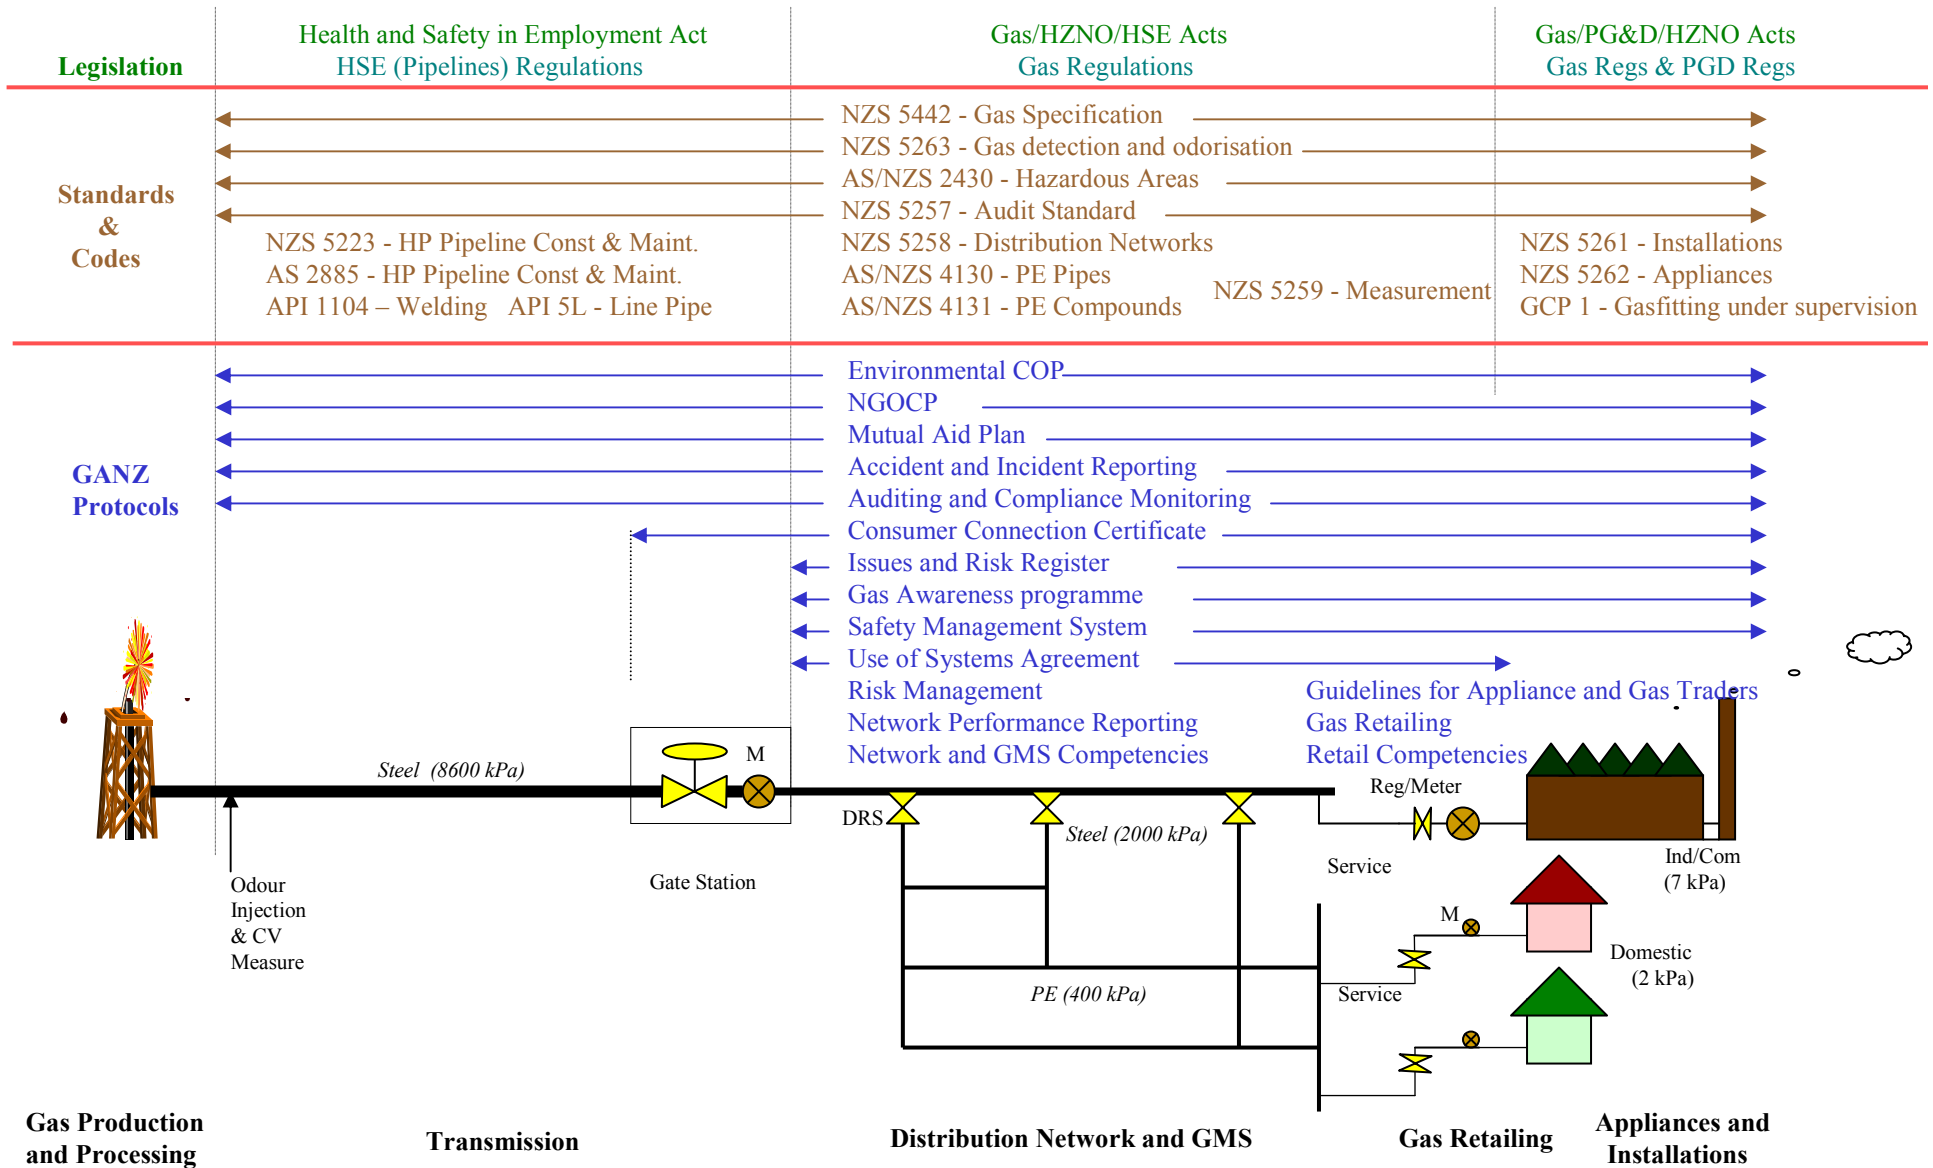 Legislation
Health and Safety in Employment Act
HSE (Pipelines) Regulations
Gas/HZNO/HSE Acts
Gas Regulations
Gas/PG&D/HZNO Acts
Gas Regs & PGD Regs
Standards
&
Codes
NZS 5442 - Gas Specification
NZS 5263 - Gas detection and odorisation
AS/NZS 2430 - Hazardous Areas
NZS 5257 - Audit Standard
NZS 5223 - HP Pipeline Const & Maint.
AS 2885 - HP Pipeline Const & Maint.
API 1104 – Welding API 5L - Line Pipe
NZS 5258 - Distribution Networks
AS/NZS 4130 - PE Pipes
AS/NZS 4131 - PE Compounds
NZS 5259 - Measurement
NZS 5261 - Installations
NZS 5262 - Appliances
GCP 1 - Gasfitting under supervision
GANZ
Protocols
Environmental COP
NGOCP
Mutual Aid Plan
Accident and Incident Reporting
Auditing and Compliance Monitoring
Consumer Connection Certificate
Issues and Risk Register
Gas Awareness programme
Safety Management System
Use of Systems Agreement
Risk Management
Network Performance Reporting
Network and GMS Competencies
Guidelines for Appliance and Gas Traders
Gas Retailing
Retail Competencies
Steel (8600 kPa)
M
Gate Station
Odour
Injection
& CV
Measure
DRS
Steel (2000 kPa)
PE (400 kPa)
Reg/Meter
Service
Ind/Com
(7 kPa)
M
Service
Domestic
(2 kPa)
Gas Production
and Processing
Transmission
Distribution Network and GMS
Gas Retailing
Appliances and
Installations